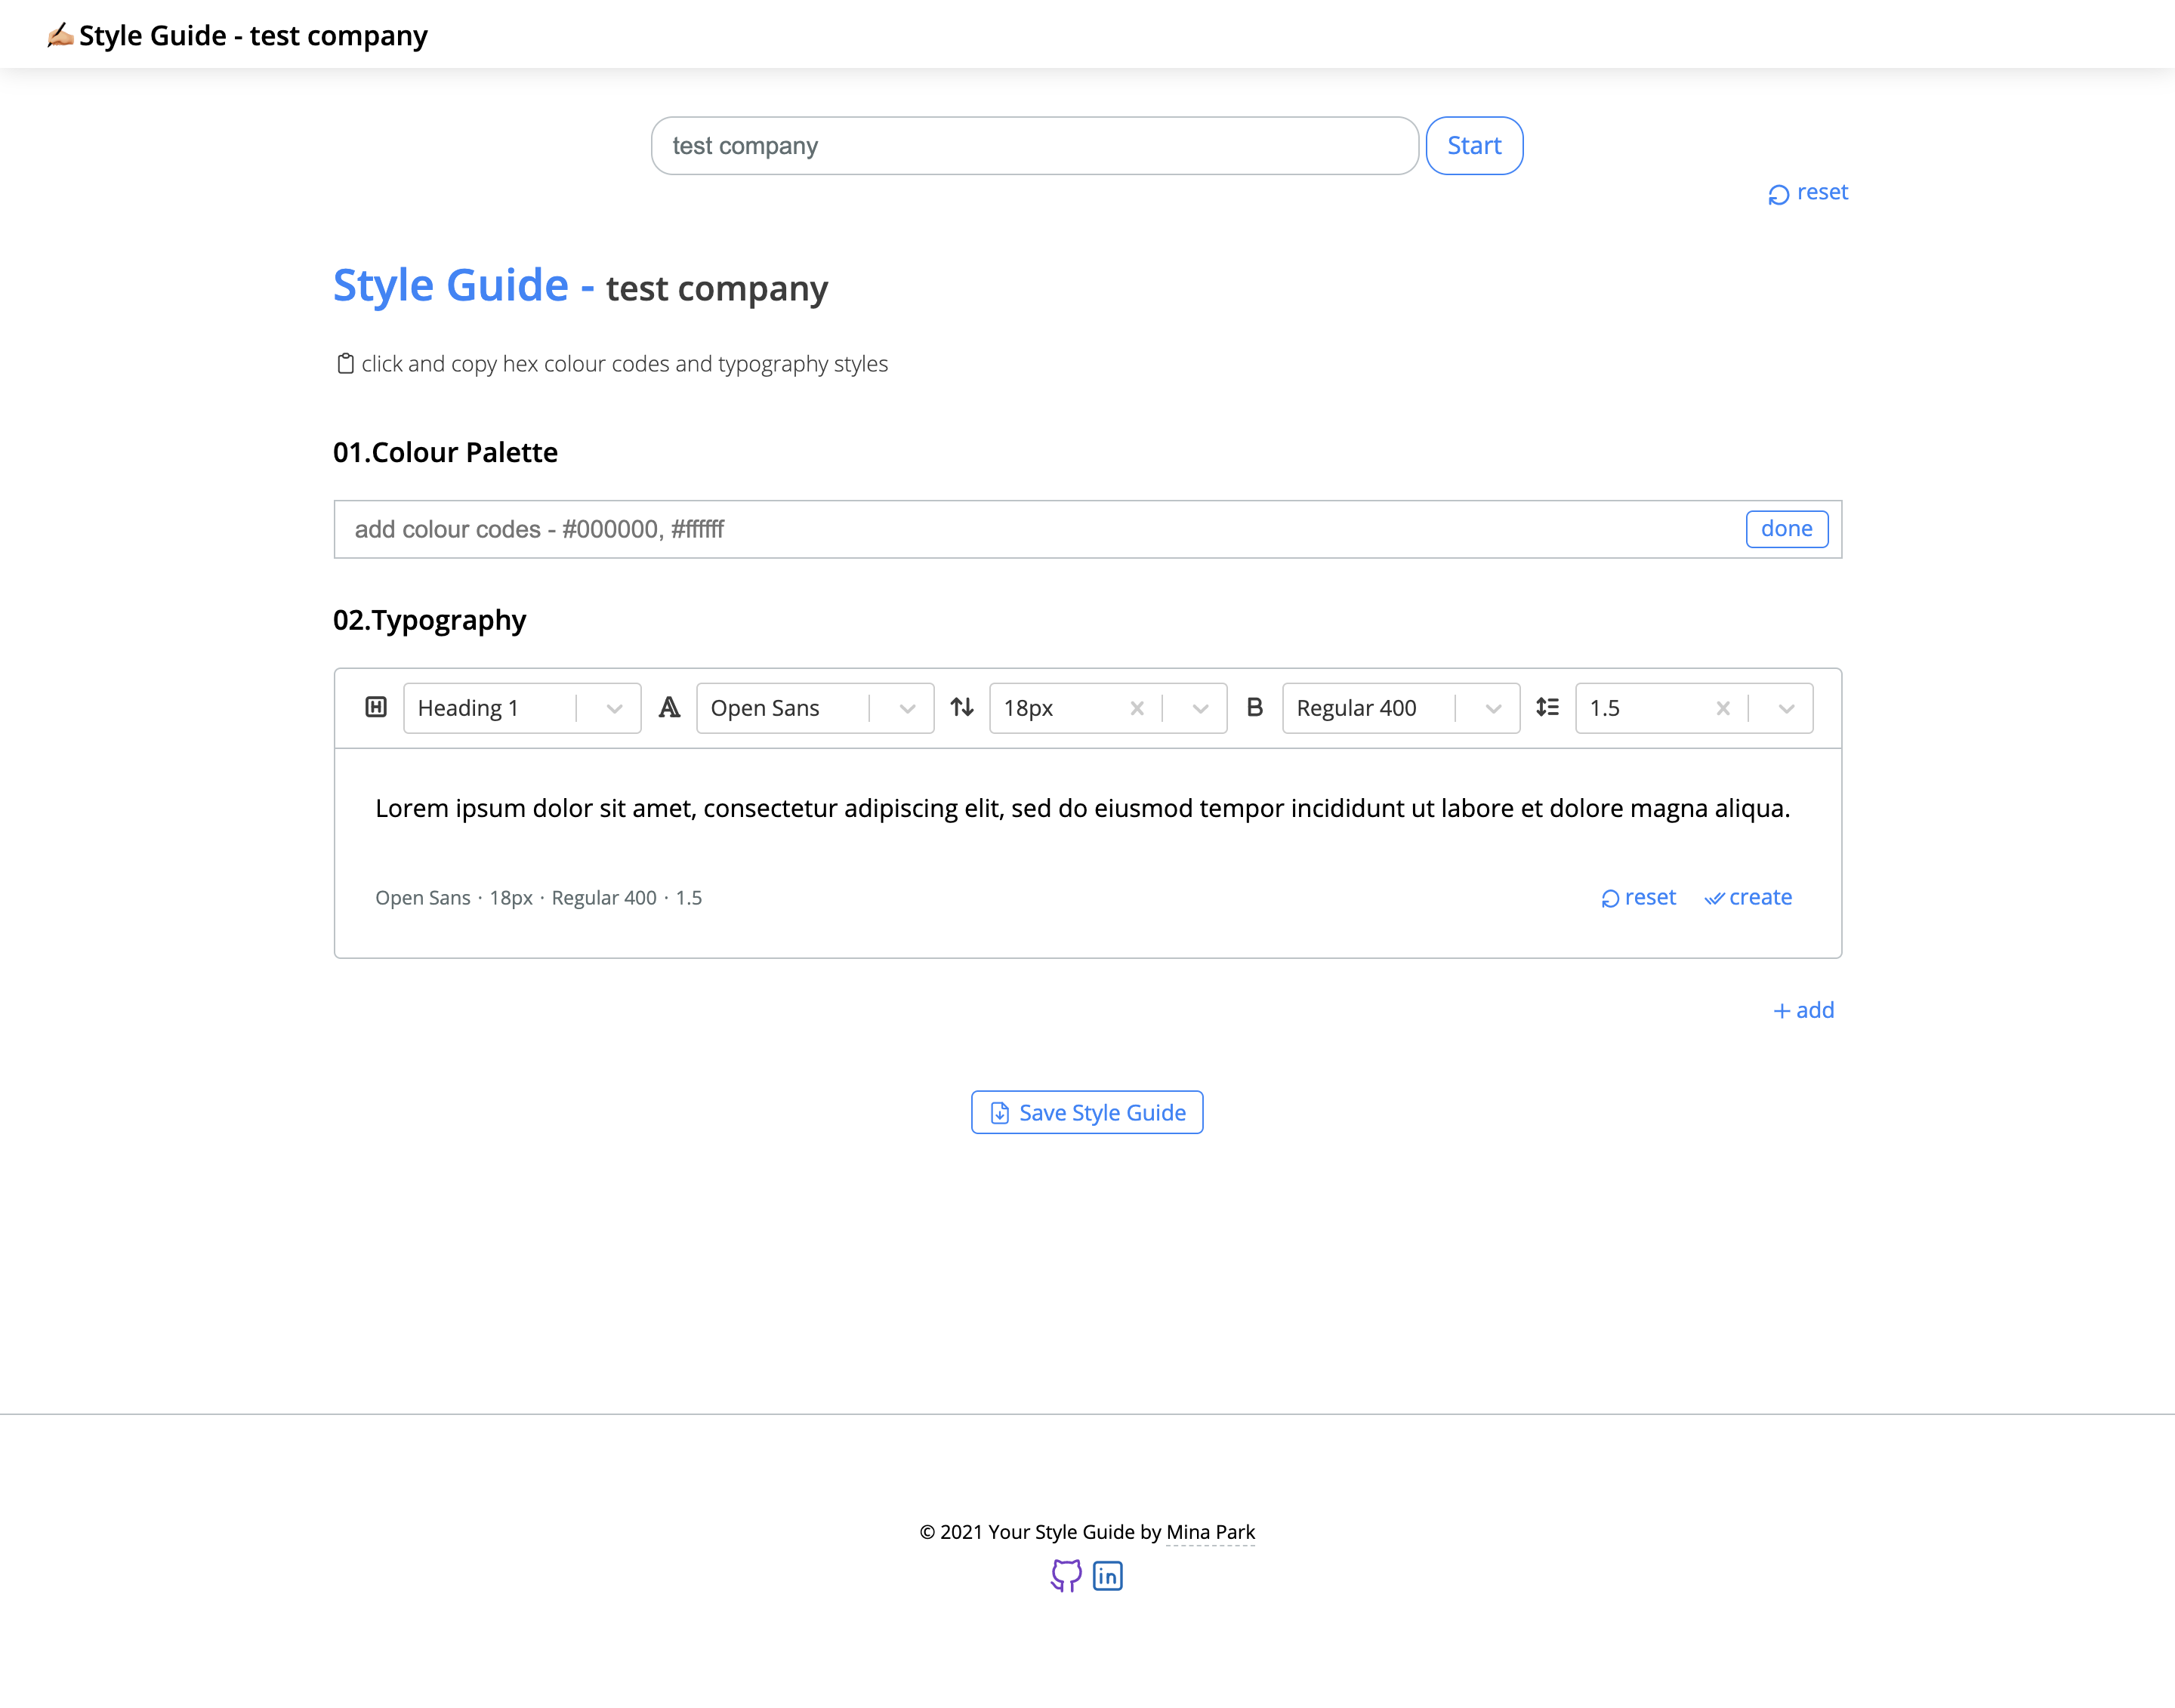 ✍🏼Style Guide - test company
test company Start
reset
Style Guide - test company
click and copy hex colour codes and typography styles
01.Colour Palette
add colour codes - #000000, #ffffff done
02.Typography
H Heading 1 A Open Sans 18px B Regular 400 1.5
Lorem ipsum dolor sit amet, consectetur adipiscing elit, sed do eiusmod tempor incididunt ut labore et dolore magna aliqua.
Open Sans · 18px · Regular 400 · 1.5 reset create
+ add
Save Style Guide
© 2021 Your Style Guide by Mina Park
in